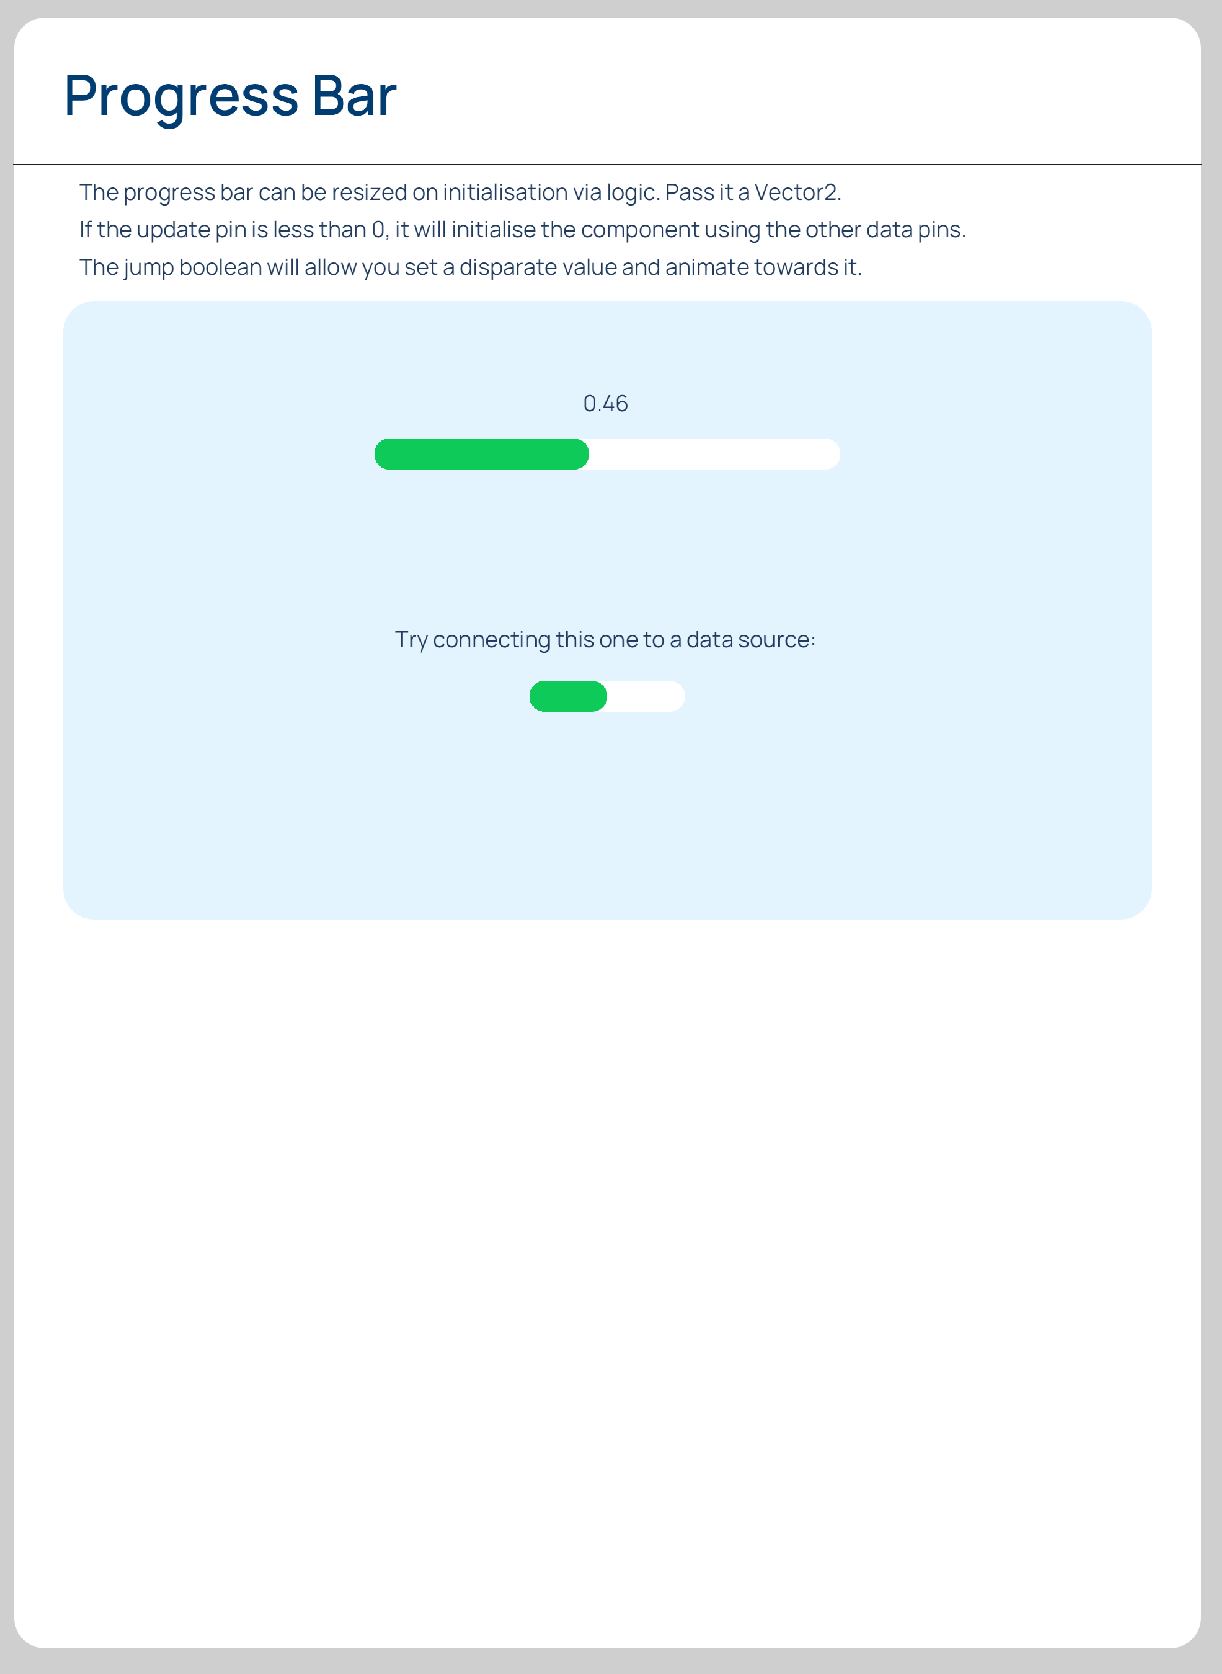 Progress Bar
The progress bar can be resized on initialisation via logic. Pass it a Vector2.
If the update pin is less than 0, it will initialise the component using the other data pins.
The jump boolean will allow you set a disparate value and animate towards it.
0.46
Try connecting this one to a data source: